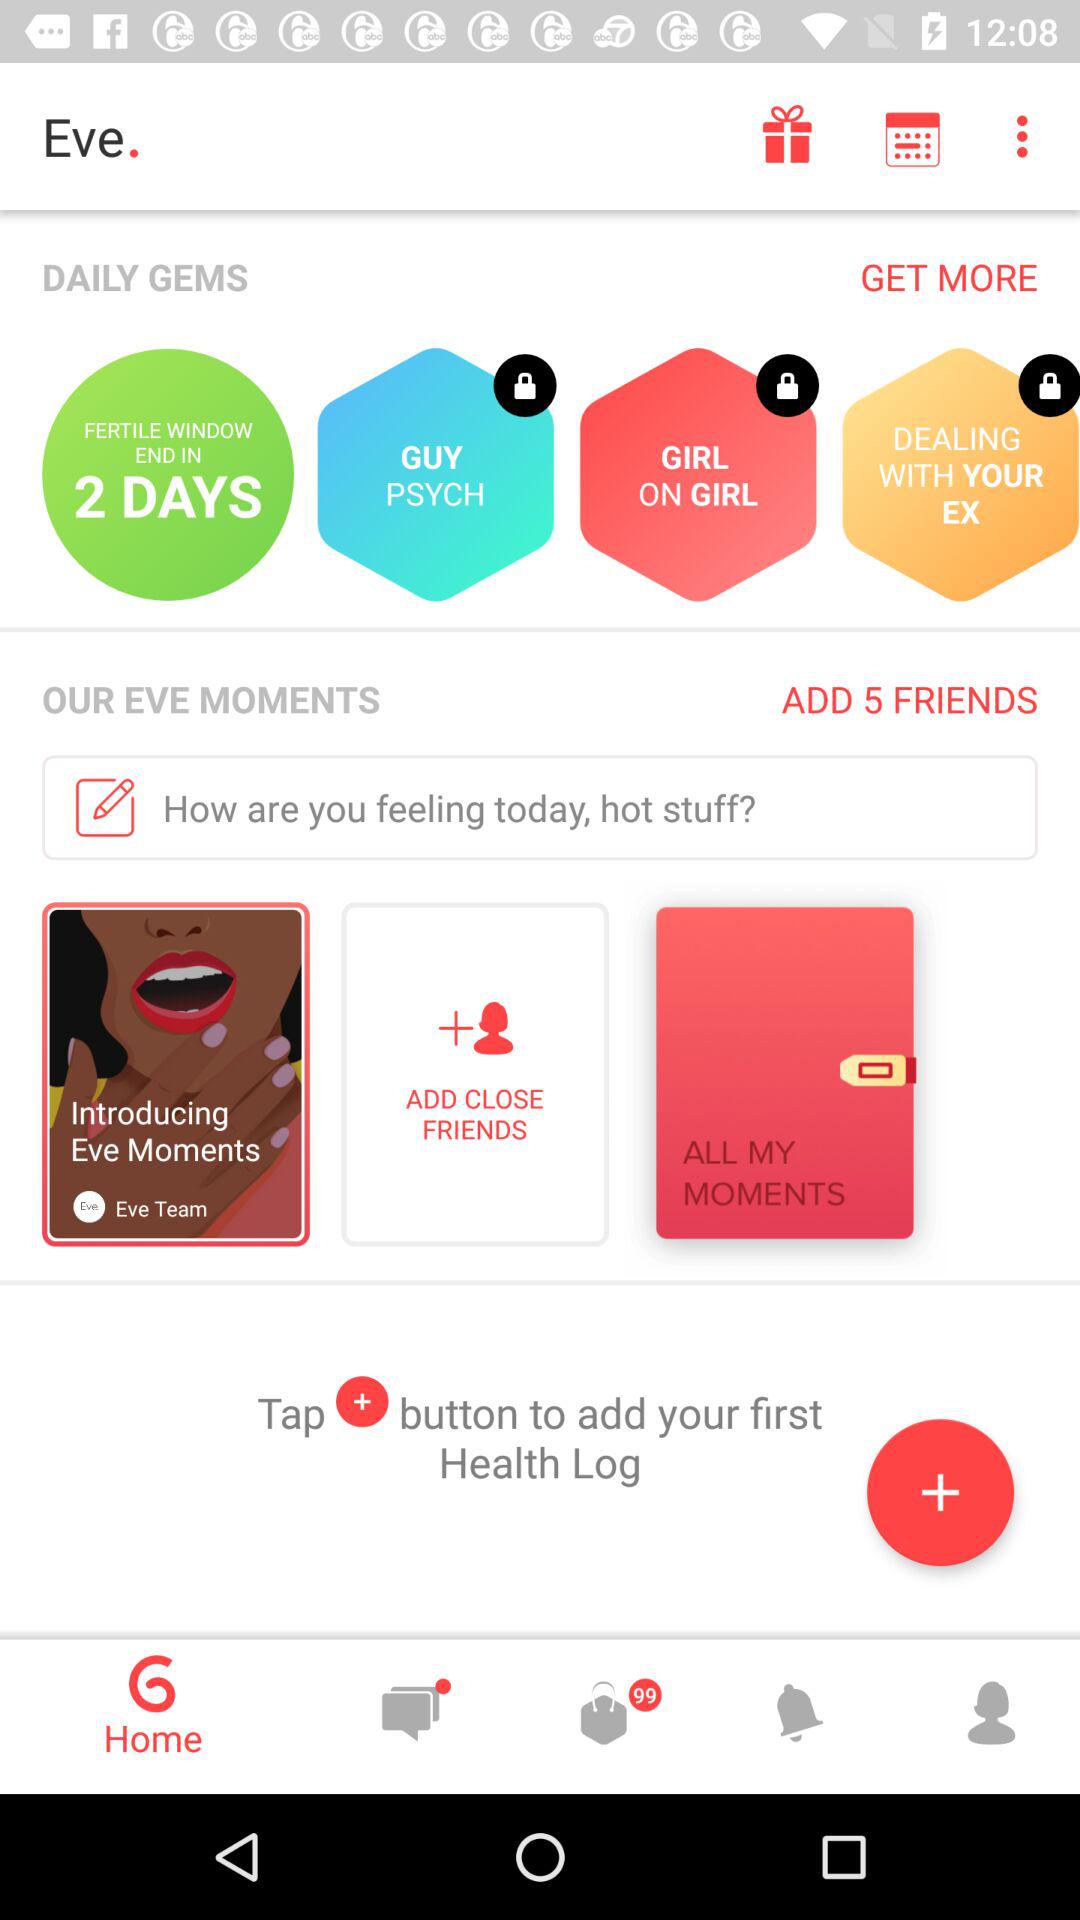 12:08
Eve.
DAILY GEMS
GET MORE
FERTILE WINDOW
END IN
2 DAYS
GUY
PSYCH
GIRL
ON GIRL
DEALING
WITH YOUR
EX
OUR EVE MOMENTS
ADD 5 FRIENDS
How are you feeling today, hot stuff?
Introducing
Eve Moments
Eve.
Eve Team
ADD CLOSE
FRIENDS
ALL MY
MOMENTS
Tap + button to add your first
Health Log
+
Home
99